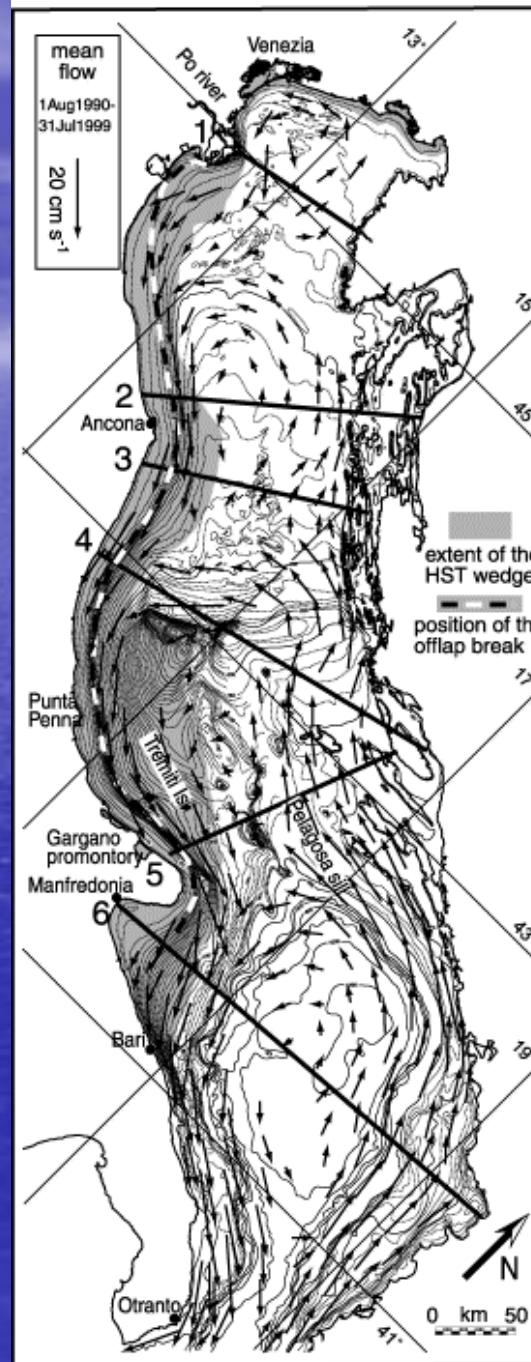 mean
flow
1Aug1990-
31Jul1999
20 cm s-1
Venezia
13°
Po river
1
15
45
2
Ancona
3
extent of the
HST wedge
position of th
offlap break
4
17
Punta
Penna
Tremiti Is.
Pelagosa sill
Gargano
promontory
5
Manfredonia
6
43
19
Bari
N
Otranto
41°
0 km 50